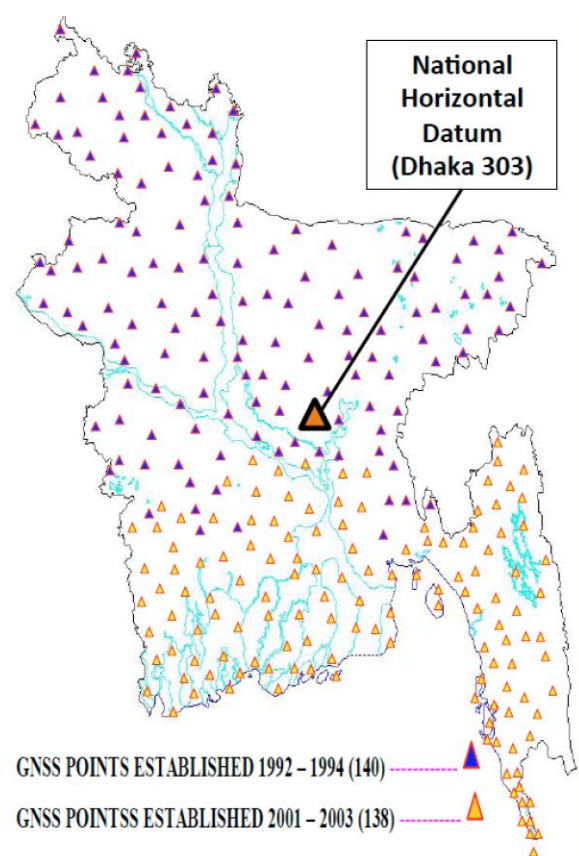 National
Horizontal
Datum
(Dhaka 303)
GNSS POINTS ESTABLISHED 1992 – 1994 (140)
GNSS POINTSS ESTABLISHED 2001 – 2003 (138)